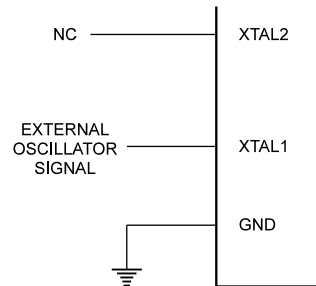 NC
XTAL2
EXTERNAL
OSCILLATOR
SIGNAL
XTAL1
GND